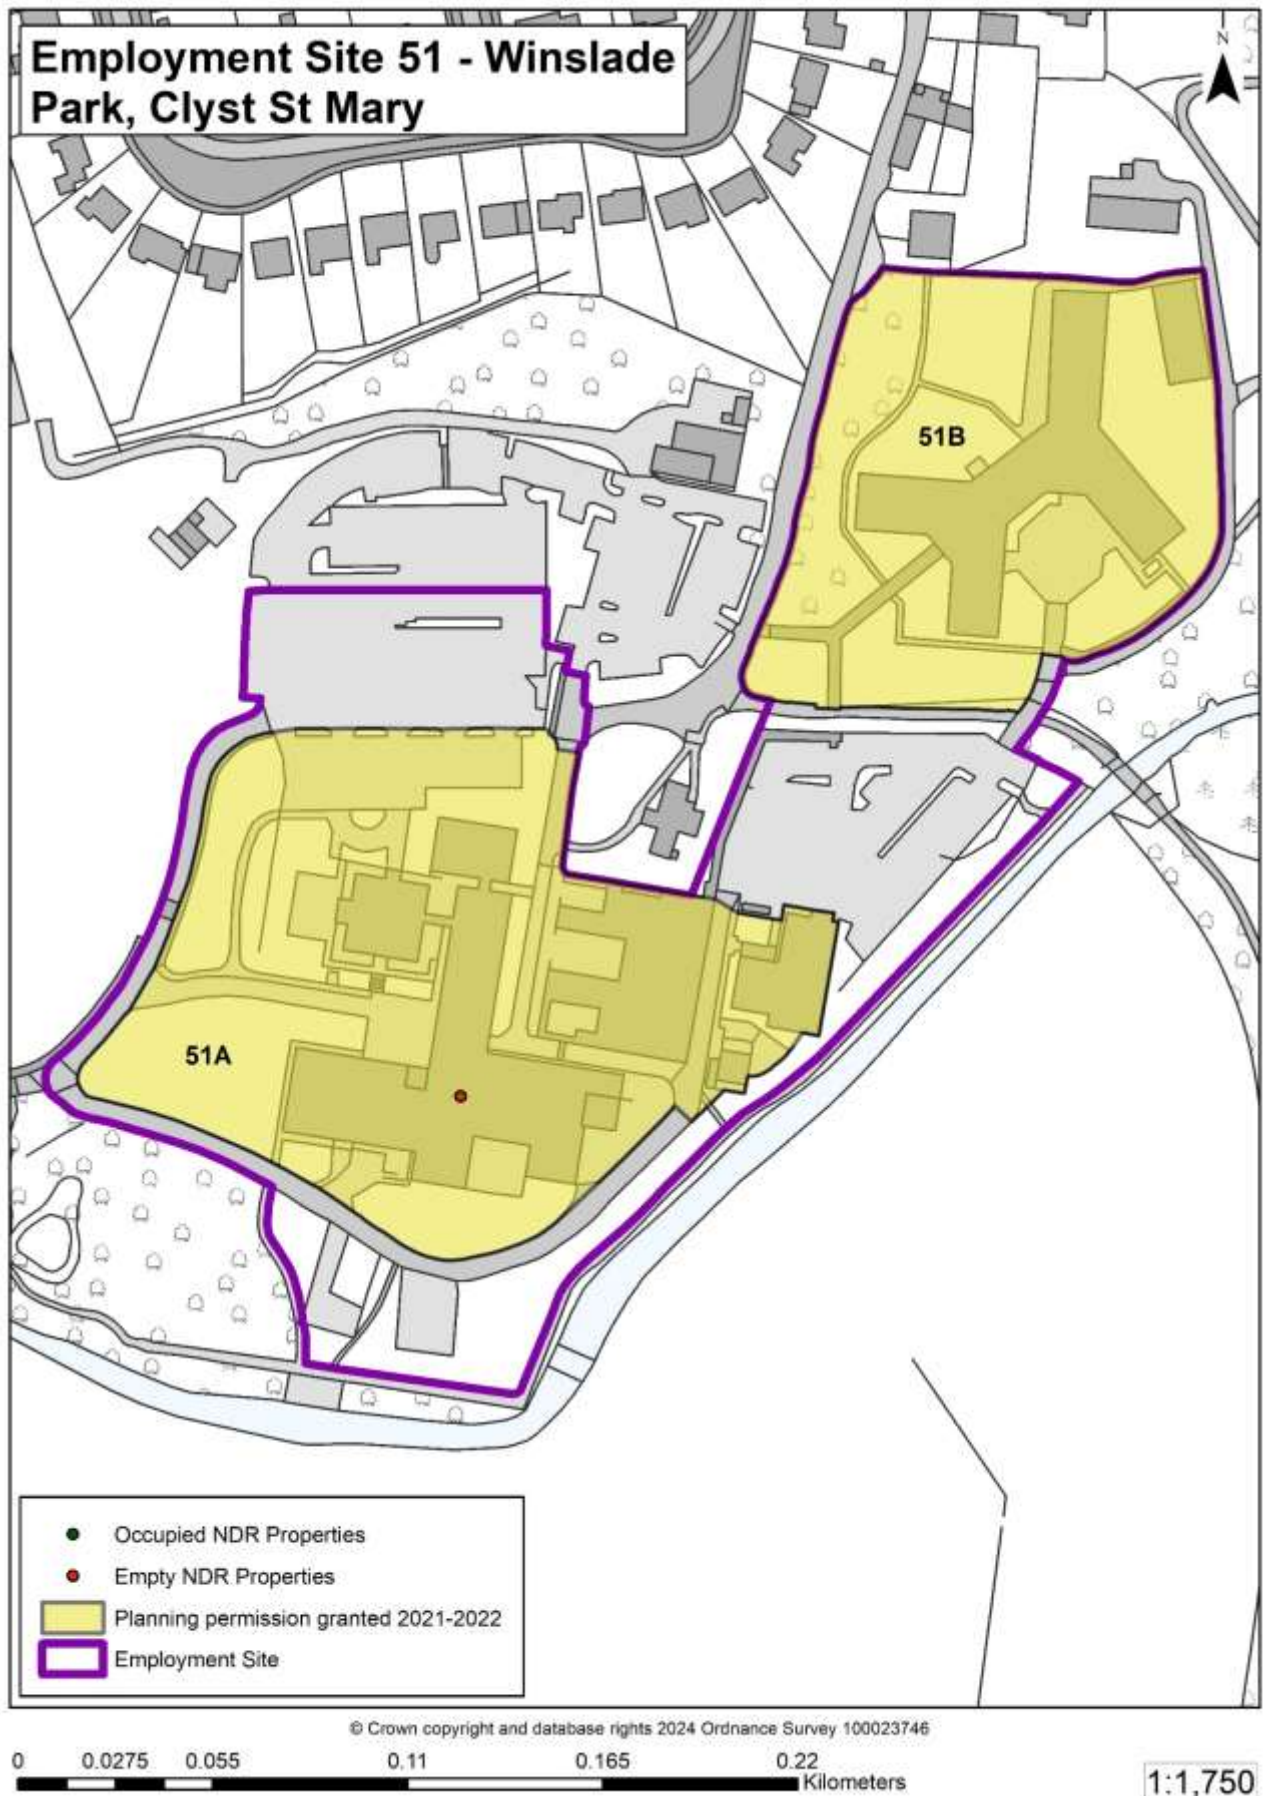 Employment Site 51 - Winslade
Park, Clyst St Mary
N
51B
51A
Occupied NDR Properties
Empty NDR Properties
Planning permission granted 2021-2022
Employment Site
© Crown copyright and database rights 2024 Ordnance Survey 100023746
0 0.0275 0.055 0.11 0.165 0.22
Kilometers
1:1,750